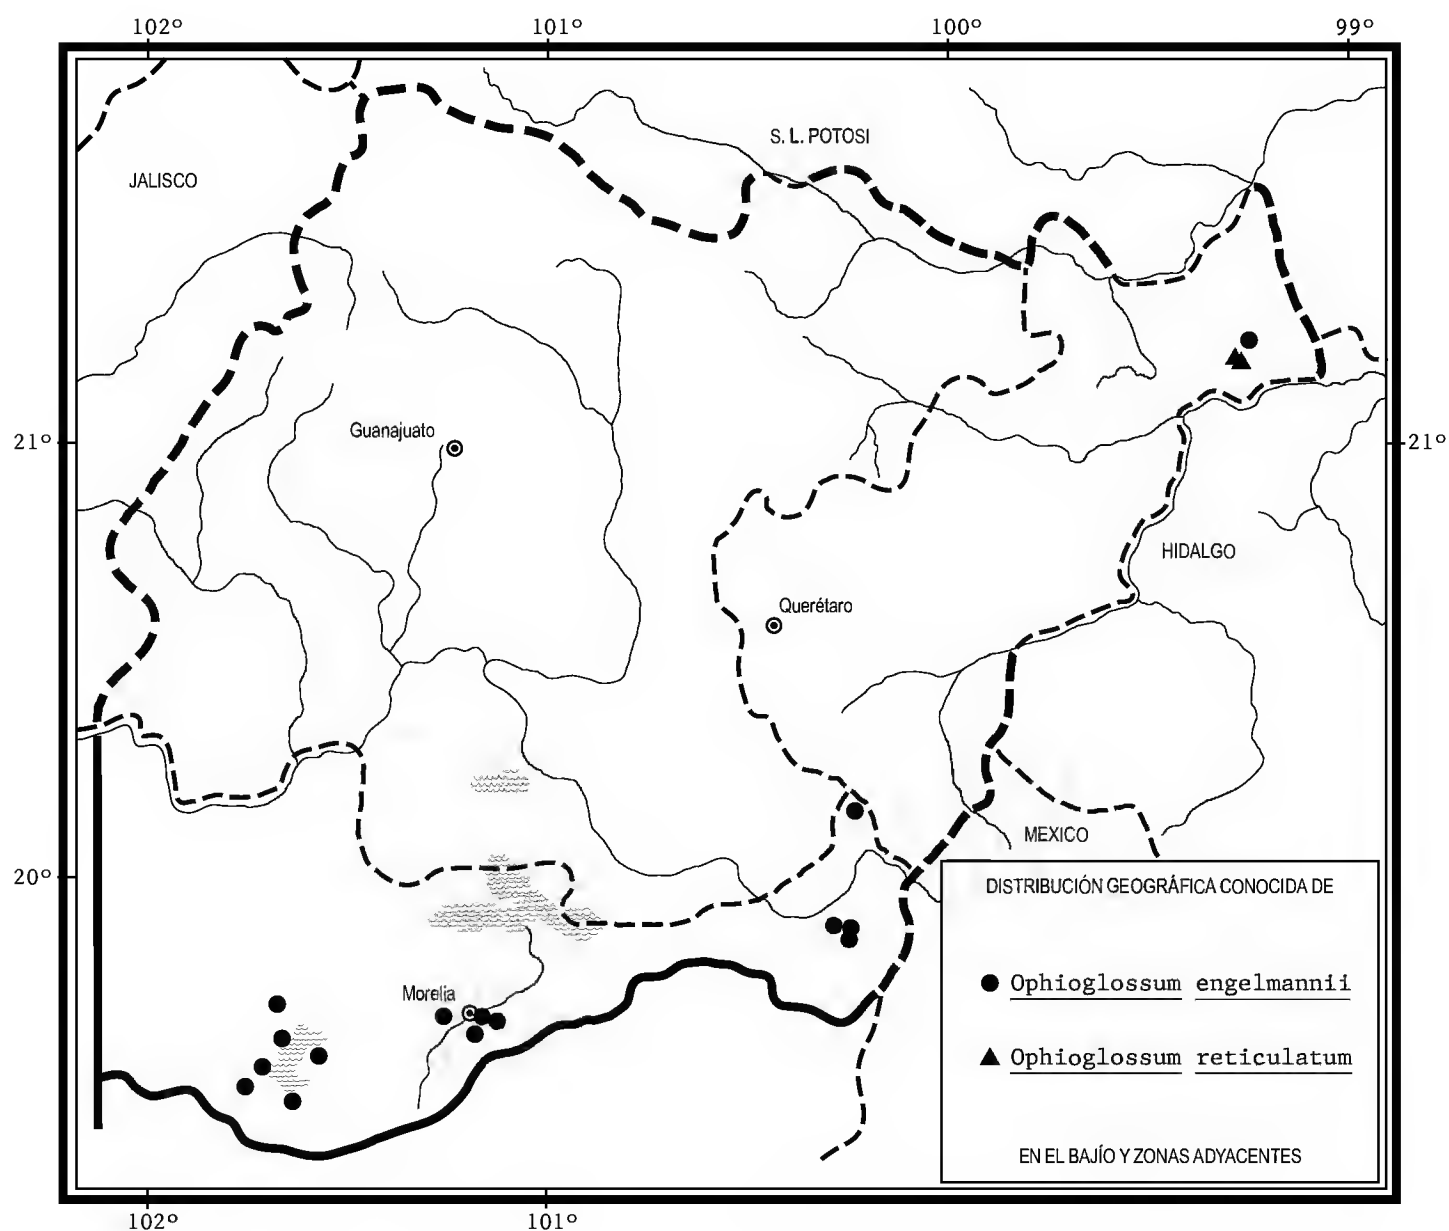 102° 101° 100° 99°
S. L. POTOSI
JALISCO
Guanajuato
21° 21°
HIDALGO
Querétaro
MEXICO
20°
DISTRIBUCIÓN GEOGRÁFICA CONOCIDA DE
Ophioglossum engelmannii
Morelia
Ophioglossum reticulatum
EN EL BAJÍO Y ZONAS ADYACENTES
102° 101°